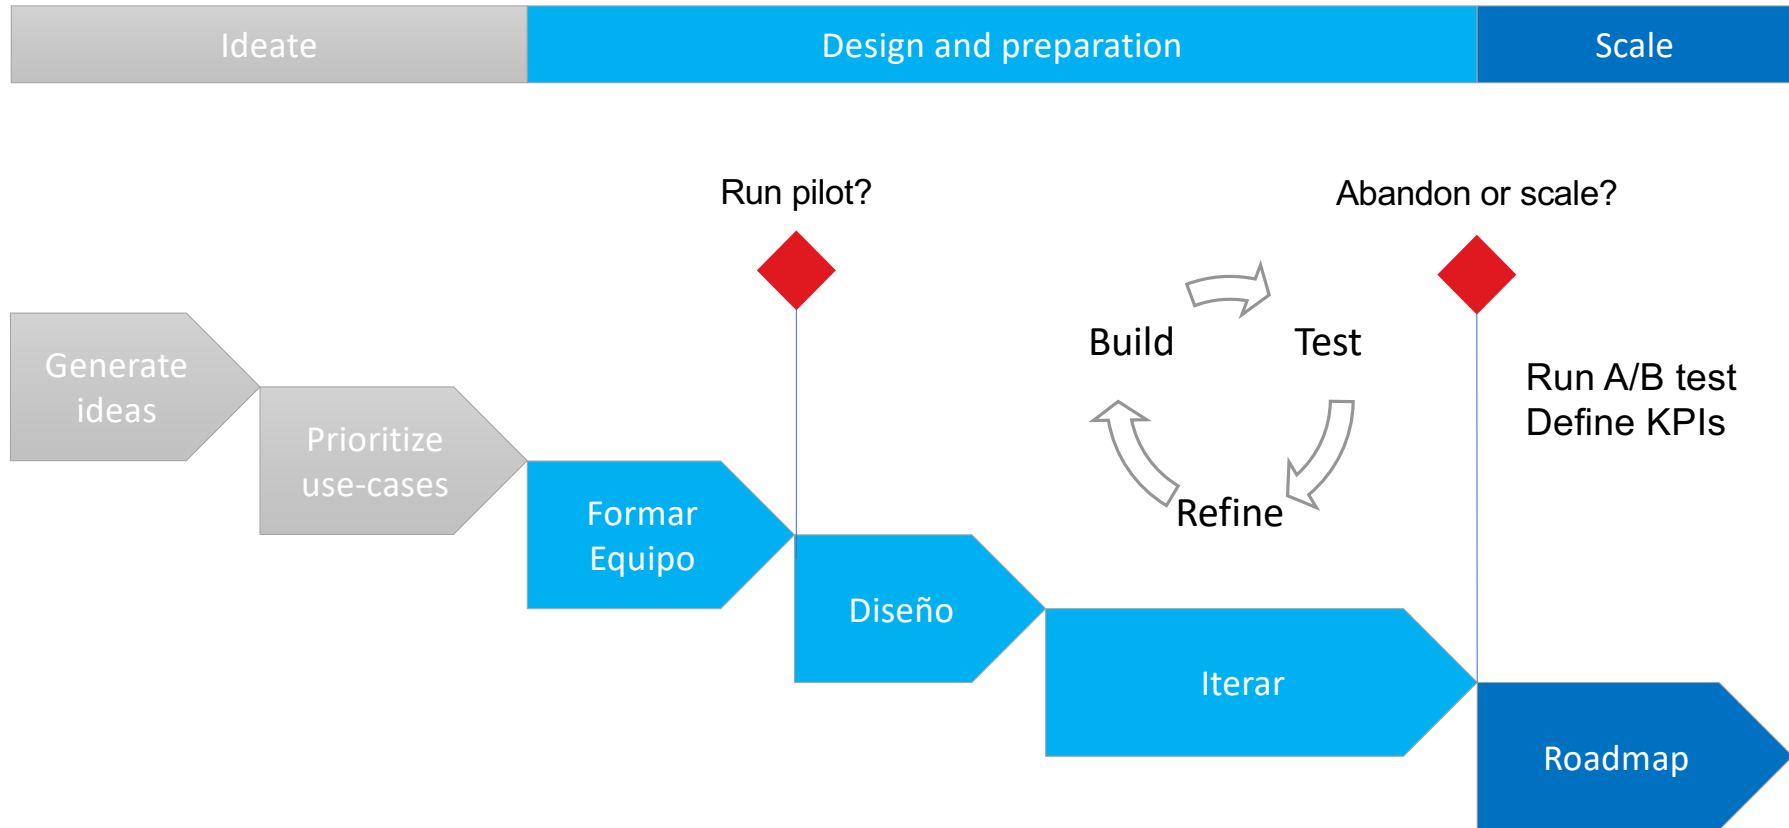 Ideate
Design and preparation
Scale
Run pilot?
Abandon or scale?
Build
Test
Refine
Run A/B test
Define KPIs
Generate
ideas
Prioritize
use-cases
Formar
Equipo
Diseño
Iterar
Roadmap